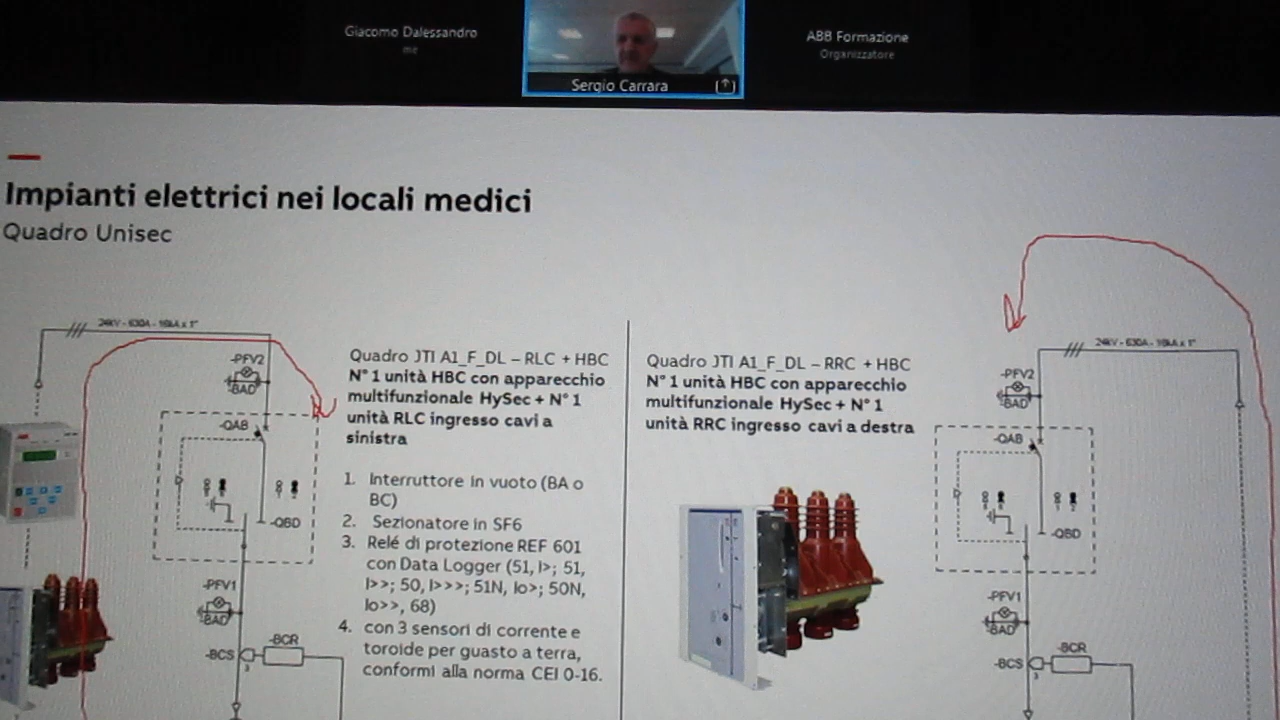 Giacomo Dalessandro
me
Sergio Carrara
ABB Formazione
Organizzatore
Impianti elettrici nei locali medici
Quadro Unisec
24kV - 630A - 16kA x 1"
-PFV2
BAD
-QAB
-QBD
-PFV1
BAD
-BCS
3
-BCR
Quadro JTI A1_F_DL – RLC + HBC
N° 1 unità HBC con apparecchio
multifunzionale HySec + N° 1
unità RLC ingresso cavi a
sinistra
1. Interruttore in vuoto (BA o
BC)
2. Sezionatore in SF6
3. Relé di protezione REF 601
con Data Logger (51, I>; 51,
I>>; 50, I>>>; 51N, Io>; 50N,
Io>>, 68)
4. con 3 sensori di corrente e
toroide per guasto a terra,
conformi alla norma CEI 0-16.
Quadro JTI A1_F_DL – RRC + HBC
N° 1 unità HBC con apparecchio
multifunzionale HySec + N° 1
unità RRC ingresso cavi a destra
24kV - 630A - 16kA x 1"
-PFV2
BAD
-QAB
-QBD
-PFV1
BAD
-BCS
3
-BCR